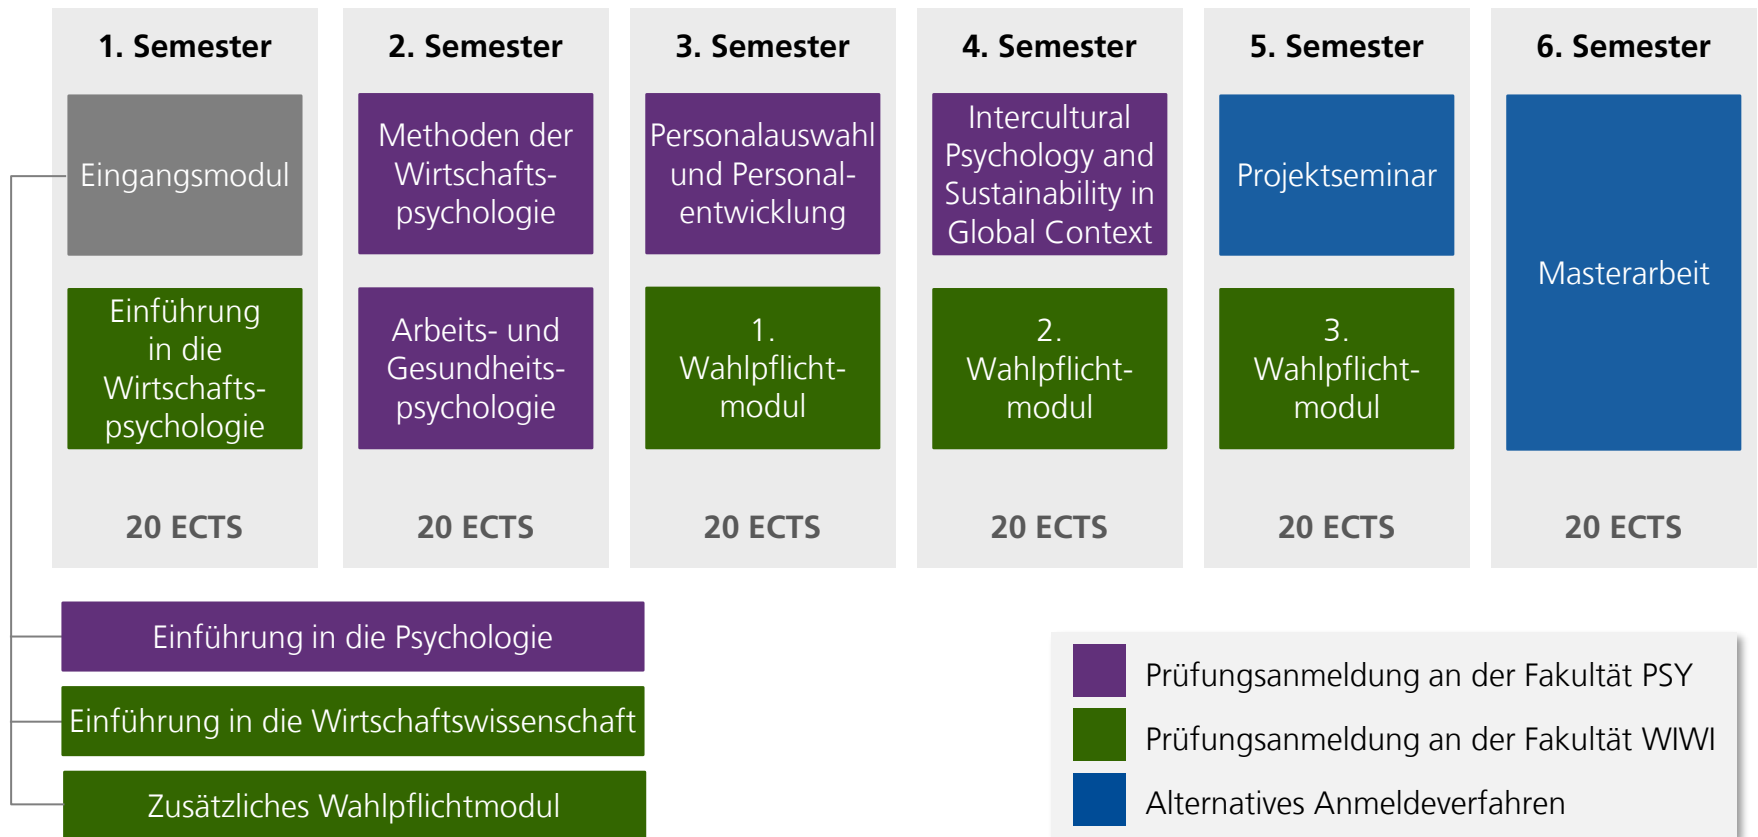 1. Semester
Eingangsmodul
Einführung
in die
Wirtschafts-
psychologie
20 ECTS
2. Semester
Methoden der
Wirtschafts-
psychologie
Arbeits- und
Gesundheits-
psychologie
20 ECTS
3. Semester
Personalauswahl
und Personal-
entwicklung
1.
Wahlpflicht-
modul
20 ECTS
4. Semester
Intercultural
Psychology and
Sustainability in
Global Context
2.
Wahlpflicht-
modul
20 ECTS
5. Semester
Projektseminar
3.
Wahlpflicht-
modul
20 ECTS
6. Semester
Masterarbeit
20 ECTS
Einführung in die Psychologie
Einführung in die Wirtschaftswissenschaft
Zusätzliches Wahlpflichtmodul
Prüfungsanmeldung an der Fakultät PSY
Prüfungsanmeldung an der Fakultät WIWI
Alternatives Anmeldeverfahren